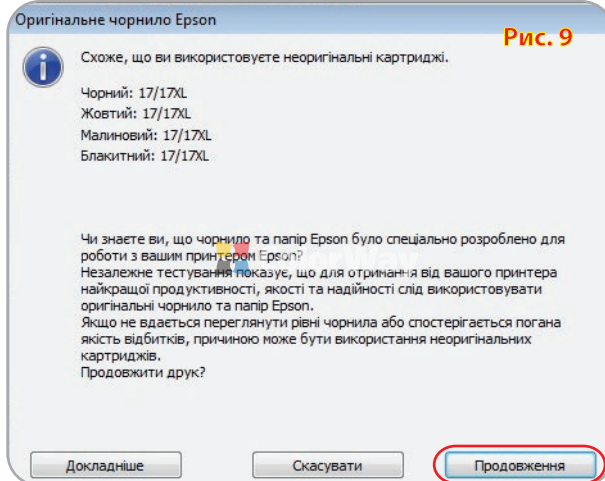 Оригінальне чорнило Epson
Рис. 9
Схоже, що ви використовуєте неоригінальні картриджі.
Чорний: 17/17XL
Жовтий: 17/17XL
Малиновий: 17/17XL
Блакитний: 17/17XL
Чи знаєте ви, що чорнило та папір Epson було спеціально розроблено для
роботи з вашим принтером Epson?
Незалежне тестування показує, що для отримання від вашого принтера
найкращої продуктивності, якості та надійності слід використовувати
оригінальні чорнило та папір Epson.
Якщо не вдається переглянути рівні чорнила або спостерігається погана
якість відбитків, причиною може бути використання неоригінальних
картриджів.
Продовжити друк?
Докладніше
Скасувати
Продовження